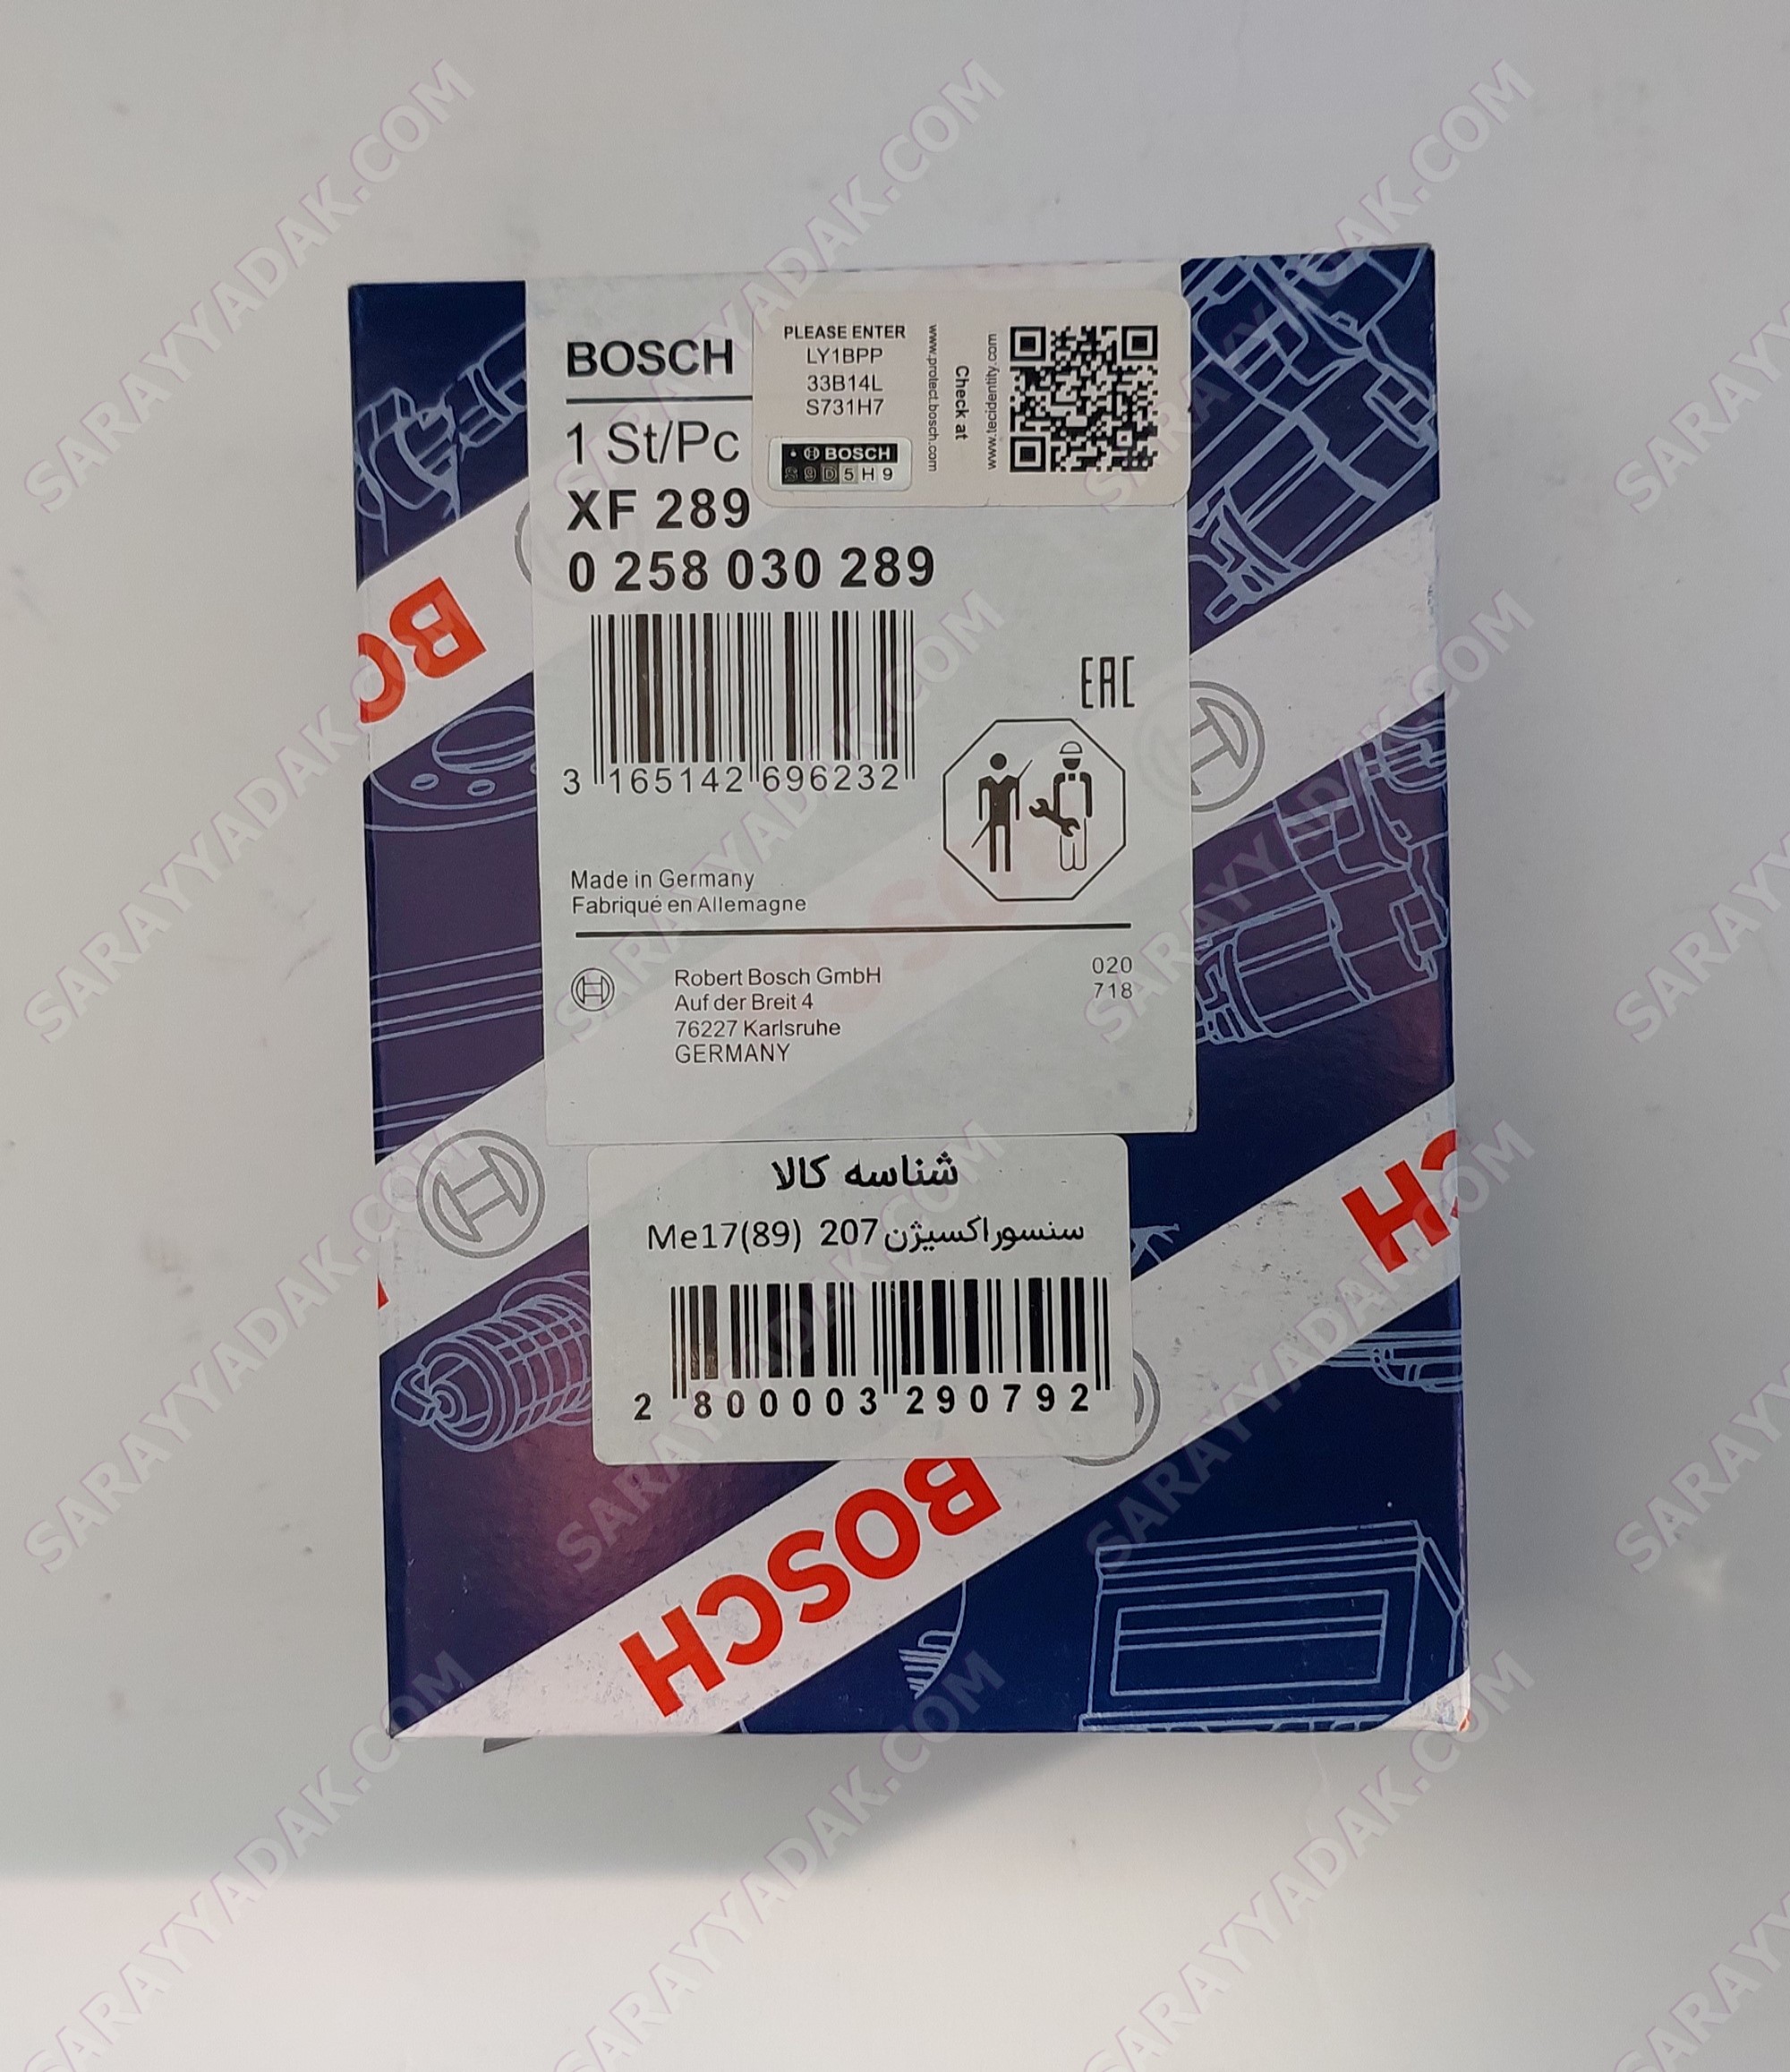 BOSCH
PLEASE ENTER
LY1BPP
33B14L
S731H7
BOSCH
S9D5H9
www.protect.bosch.com
Check at
www.tecidentity.com
1 St/Pc
XF 289
0 258 030 289
3 165142 696232
EAC
Made in Germany
Fabriqué en Allemagne
Robert Bosch GmbH
Auf der Breit 4
76227 Karlsruhe
GERMANY
020
718
شناسه کالا
سنسوراکسیژن 207 Me17(89)
2 800003 290792
BO
CH
BOSCH
SARAYYADAK.COM